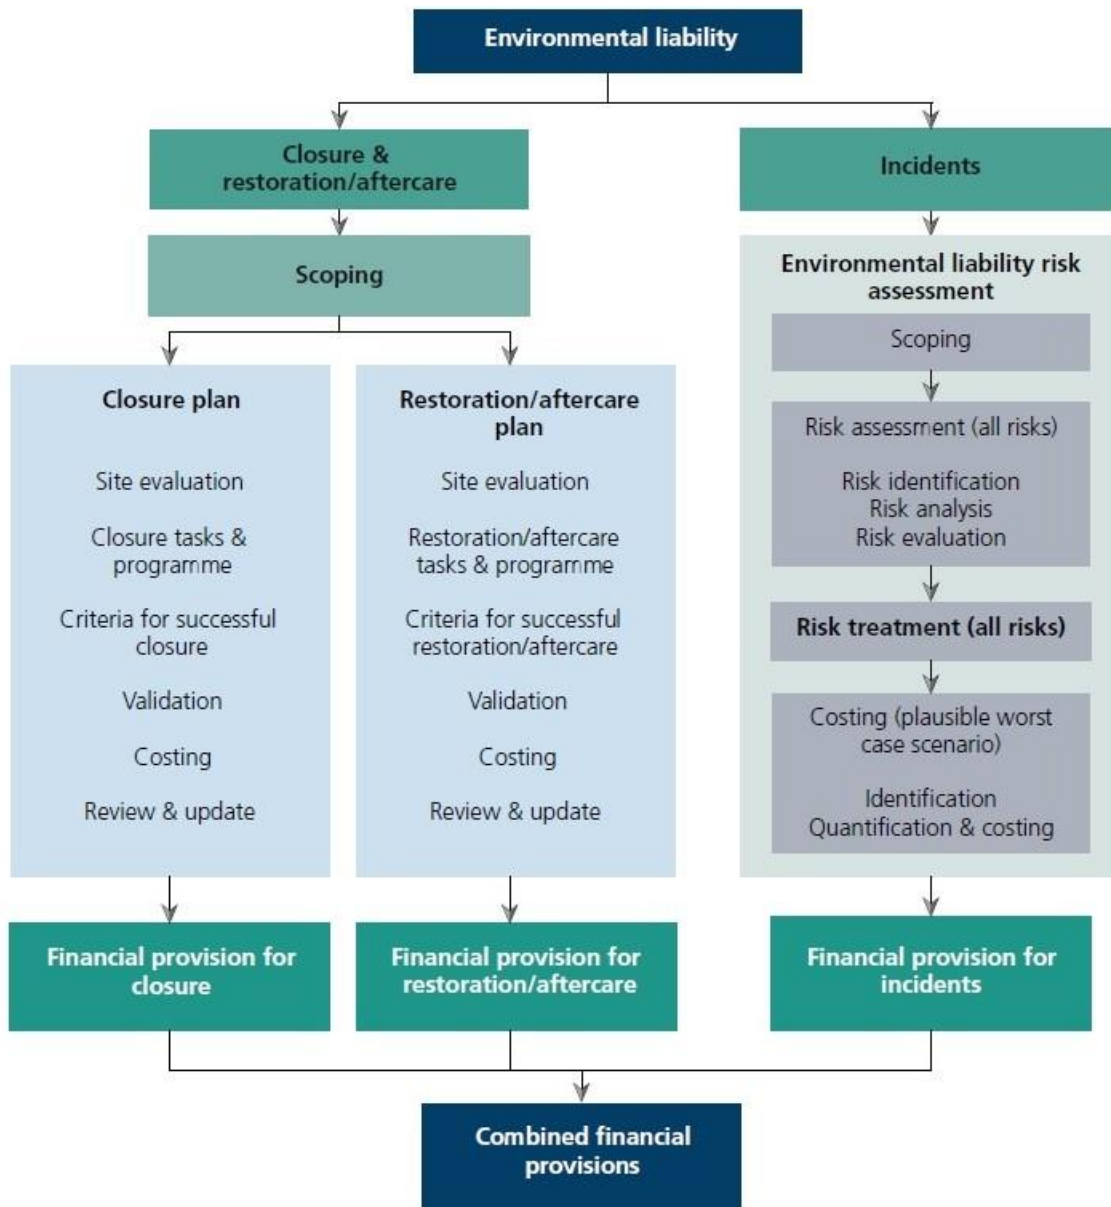 Environmental liability
Closure &
restoration/aftercare
Incidents
Scoping
Environmental liability risk
assessment
Scoping
Risk assessment (all risks)
Risk identification
Risk analysis
Risk evaluation
Risk treatment (all risks)
Costing (plausible worst
case scenario)
Identification
Quantification & costing
Closure plan
Site evaluation
Closure tasks &
programme
Criteria for successful
closure
Validation
Costing
Review & update
Restoration/aftercare
plan
Site evaluation
Restoration/aftercare
tasks & programme
Criteria for successful
restoration/aftercare
Validation
Costing
Review & update
Financial provision for
closure
Financial provision for
restoration/aftercare
Financial provision for
incidents
Combined financial
provisions